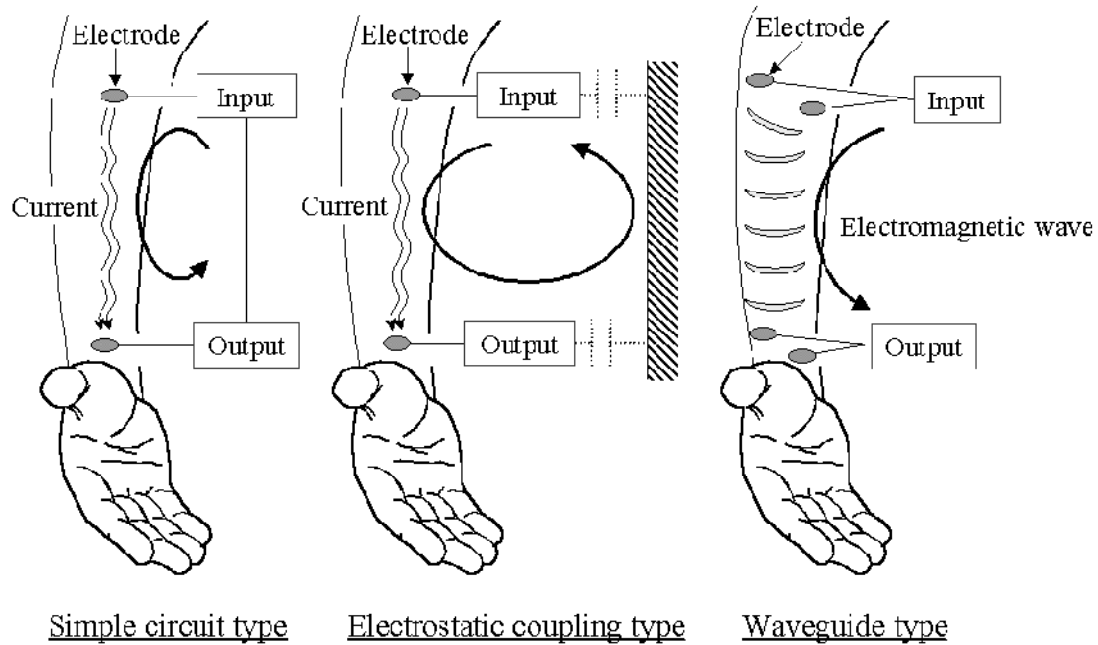 Electrode
Input
Current
Output
Simple circuit type
Electrode
Input
Current
Output
Electrostatic coupling type
Electrode
Input
Electromagnetic wave
Output
Waveguide type